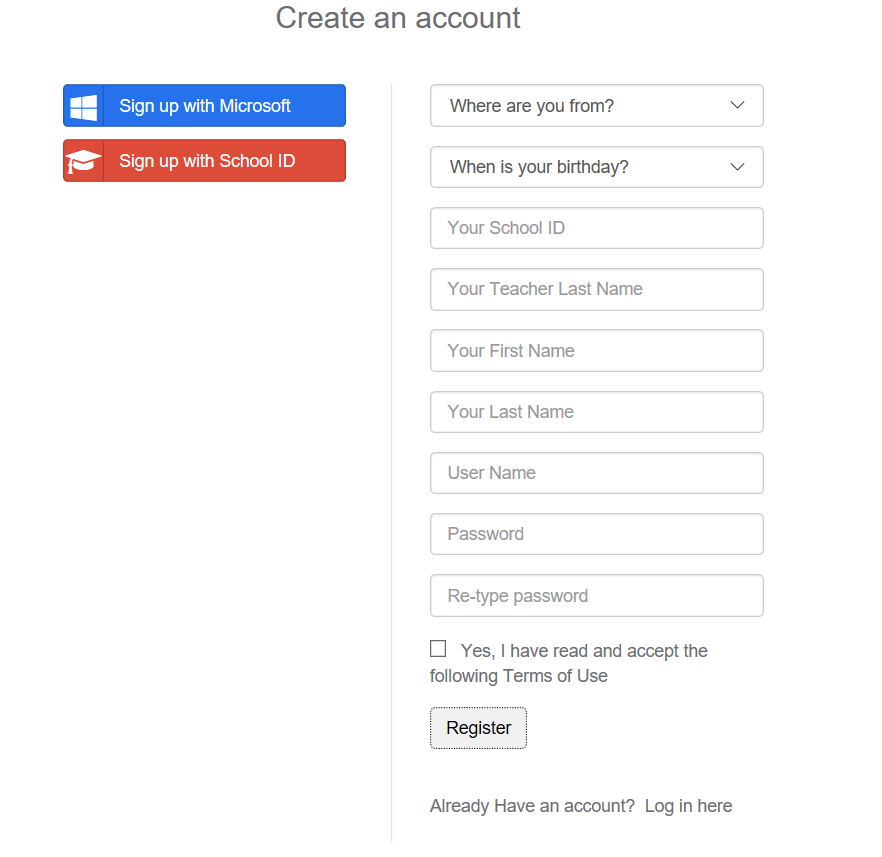 Create an account
Sign up with Microsoft
Sign up with School ID
Where are you from?
When is your birthday?
Your School ID
Your Teacher Last Name
Your First Name
Your Last Name
User Name
Password
Re-type password
Yes, I have read and accept the
following Terms of Use
Register
Already Have an account? Log in here